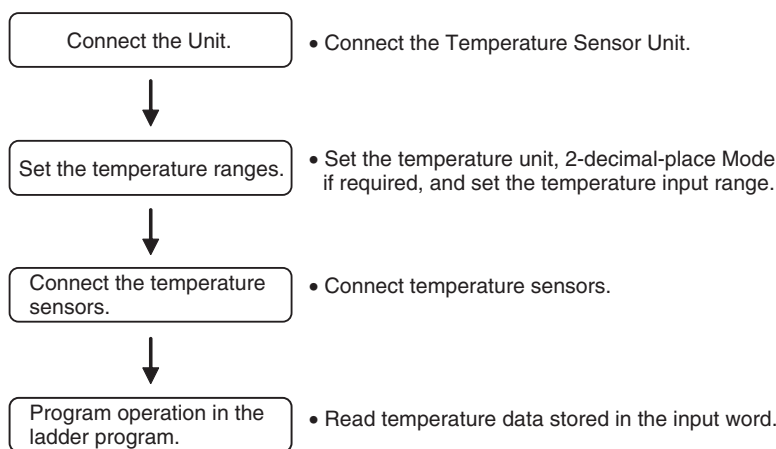 Connect the Unit.
• Connect the Temperature Sensor Unit.
Set the temperature ranges.
• Set the temperature unit, 2-decimal-place Mode
if required, and set the temperature input range.
Connect the temperature
sensors.
• Connect temperature sensors.
Program operation in the
ladder program.
• Read temperature data stored in the input word.